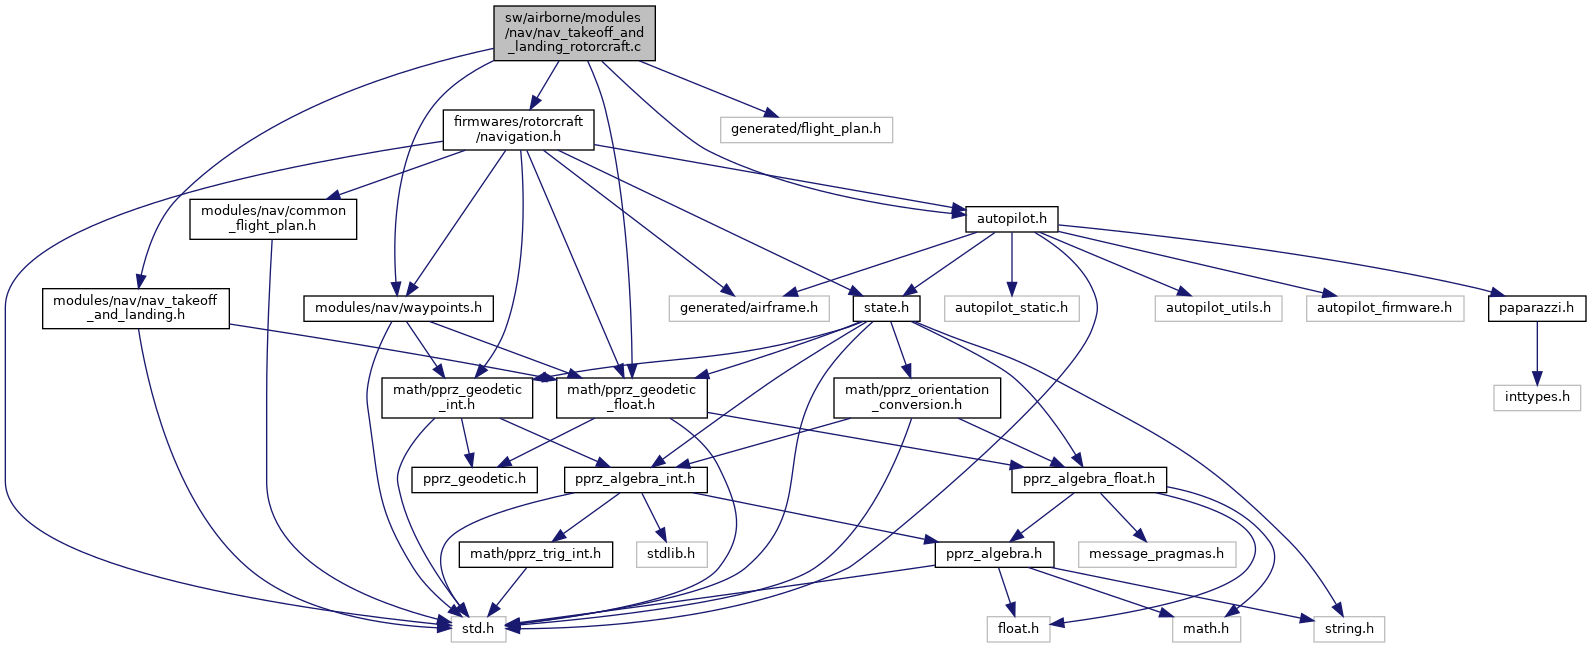 sw/airborne/modules
/nav/nav_takeoff_and
_landing_rotorcraft.c
firmwares/rotorcraft
/navigation.h
generated/flight_plan.h
modules/nav/common
_flight_plan.h
autopilot.h
modules/nav/nav_takeoff
_and_landing.h
modules/nav/waypoints.h
generated/airframe.h
state.h
autopilot_static.h
autopilot_utils.h
autopilot_firmware.h
paparazzi.h
math/pprz_geodetic
_int.h
math/pprz_geodetic
_float.h
math/pprz_orientation
_conversion.h
inttypes.h
pprz_geodetic.h
pprz_algebra_int.h
pprz_algebra_float.h
math/pprz_trig_int.h
stdlib.h
pprz_algebra.h
message_pragmas.h
std.h
float.h
math.h
string.h